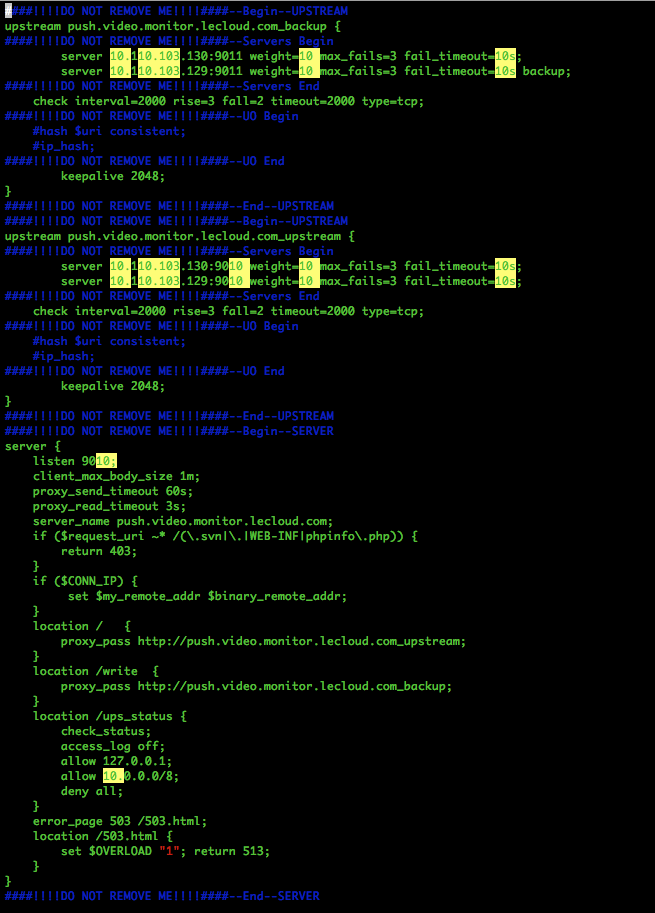 ####!!!!DO NOT REMOVE ME!!!!####--Begin--UPSTREAM
upstream push.video.monitor.lecloud.com_backup {
####!!!!DO NOT REMOVE ME!!!!####--Servers Begin
        server 10.110.103.130:9011 weight=10 max_fails=3 fail_timeout=10s;
        server 10.110.103.129:9011 weight=10 max_fails=3 fail_timeout=10s backup;
####!!!!DO NOT REMOVE ME!!!!####--Servers End
    check interval=2000 rise=3 fall=2 timeout=2000 type=tcp;
####!!!!DO NOT REMOVE ME!!!!####--UO Begin
    #hash $uri consistent;
    #ip_hash;
####!!!!DO NOT REMOVE ME!!!!####--UO End
        keepalive 2048;
}
####!!!!DO NOT REMOVE ME!!!!####--End--UPSTREAM
####!!!!DO NOT REMOVE ME!!!!####--Begin--UPSTREAM
upstream push.video.monitor.lecloud.com_upstream {
####!!!!DO NOT REMOVE ME!!!!####--Servers Begin
        server 10.110.103.130:9010 weight=10 max_fails=3 fail_timeout=10s;
        server 10.110.103.129:9010 weight=10 max_fails=3 fail_timeout=10s;
####!!!!DO NOT REMOVE ME!!!!####--Servers End
    check interval=2000 rise=3 fall=2 timeout=2000 type=tcp;
####!!!!DO NOT REMOVE ME!!!!####--UO Begin
    #hash $uri consistent;
    #ip_hash;
####!!!!DO NOT REMOVE ME!!!!####--UO End
        keepalive 2048;
}
####!!!!DO NOT REMOVE ME!!!!####--End--UPSTREAM
####!!!!DO NOT REMOVE ME!!!!####--Begin--SERVER
server {
    listen 9010;
    client_max_body_size 1m;
    proxy_send_timeout 60s;
    proxy_read_timeout 3s;
    server_name push.video.monitor.lecloud.com;
    if ($request_uri ~* /(\.svn|\.|WEB-INF|phpinfo\.php)) {
        return 403;
    }
    if ($CONN_IP) {
         set $my_remote_addr $binary_remote_addr;
    }
    location /   {
        proxy_pass http://push.video.monitor.lecloud.com_upstream;
    }
    location /write  {
        proxy_pass http://push.video.monitor.lecloud.com_backup;
    }
    location /ups_status {
        check_status;
        access_log off;
        allow 127.0.0.1;
        allow 10.0.0.0/8;
        deny all;
    }
    error_page 503 /503.html;
    location /503.html {
        set $OVERLOAD "1"; return 513;
    }
}
####!!!!DO NOT REMOVE ME!!!!####--End--SERVER